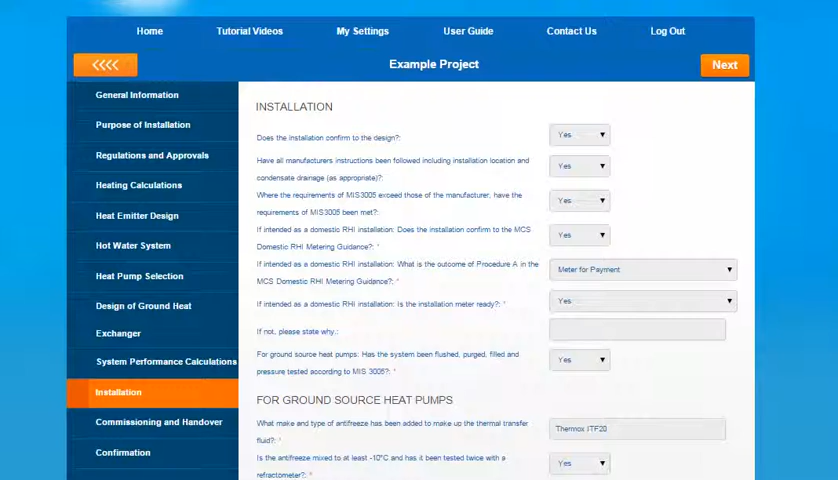 Home Tutorial Videos My Settings User Guide Contact Us Log Out
<<<< Example Project Next
General Information
Purpose of Installation
Regulations and Approvals
Heating Calculations
Heat Emitter Design
Hot Water System
Heat Pump Selection
Design of Ground Heat
Exchanger
System Performance Calculations
Installation
Commissioning and Handover
Confirmation
INSTALLATION
Does the installation confirm to the design?: Yes
Have all manufacturers instructions been followed including installation location and
condensate drainage (as appropriate)?: Yes
Where the requirements of MIS3005 exceed those of the manufacturer, have the
requirements of MIS3005 been met?: Yes
If intended as a domestic RHI installation: Does the installation confirm to the MCS
Domestic RHI Metering Guidance?: * Yes
If intended as a domestic RHI installation: What is the outcome of Procedure A in the
MCS Domestic RHI Metering Guidance?: * Meter for Payment
If intended as a domestic RHI installation: Is the installation meter ready?: * Yes
If not, please state why.:
For ground source heat pumps: Has the system been flushed, purged, filled and
pressure tested according to MIS 3005?: * Yes
FOR GROUND SOURCE HEAT PUMPS
What make and type of antifreeze has been added to make up the thermal transfer
fluid?: * Thermox ITF20
Is the antifreeze mixed to at least -10°C and has it been tested twice with a
refractometer?: * Yes